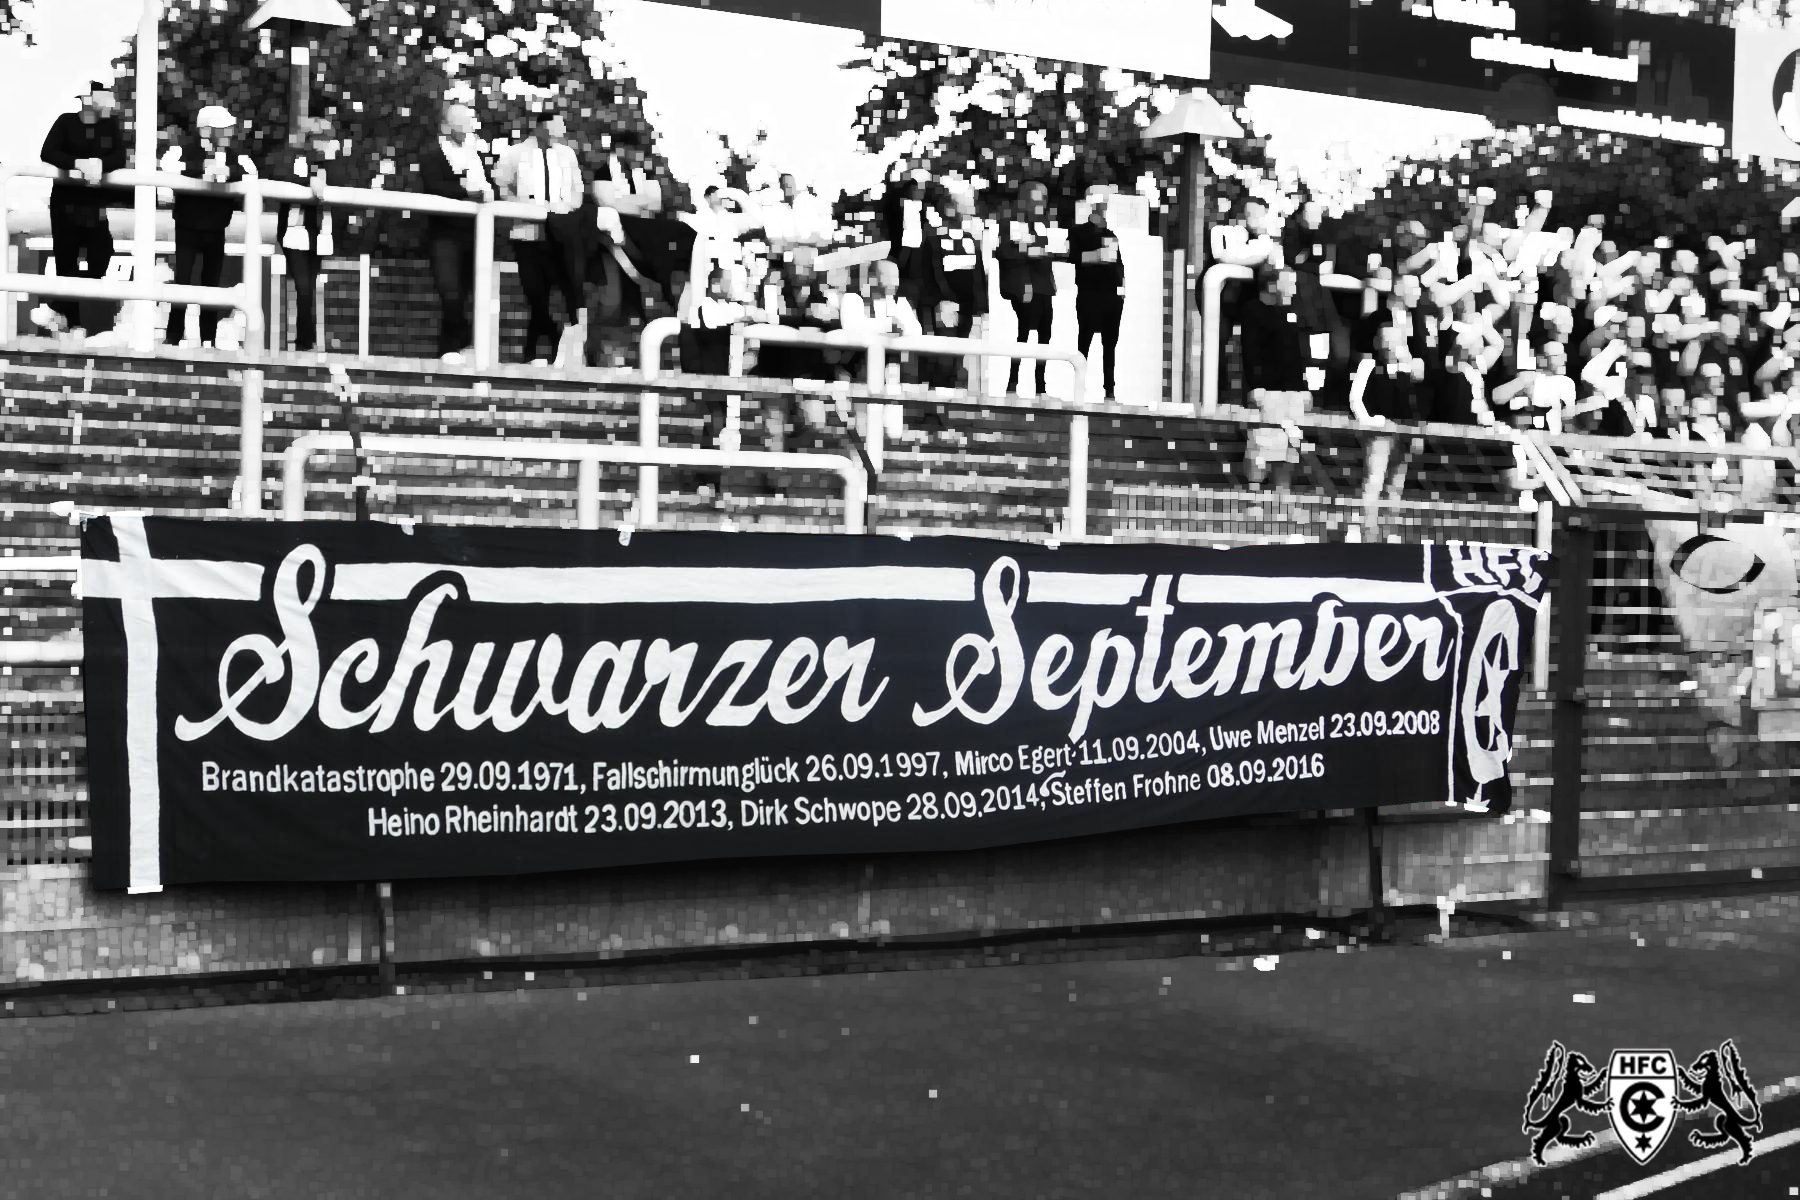 Schwarzer September
HFC
Brandkatastrophe 29.09.1971, Fallschirmunglück 26.09.1997, Mirco Egert 11.09.2004, Uwe Menzel 23.09.2008
Heino Rheinhardt 23.09.2013, Dirk Schwope 28.09.2014, Steffen Frohne 08.09.2016
HFC